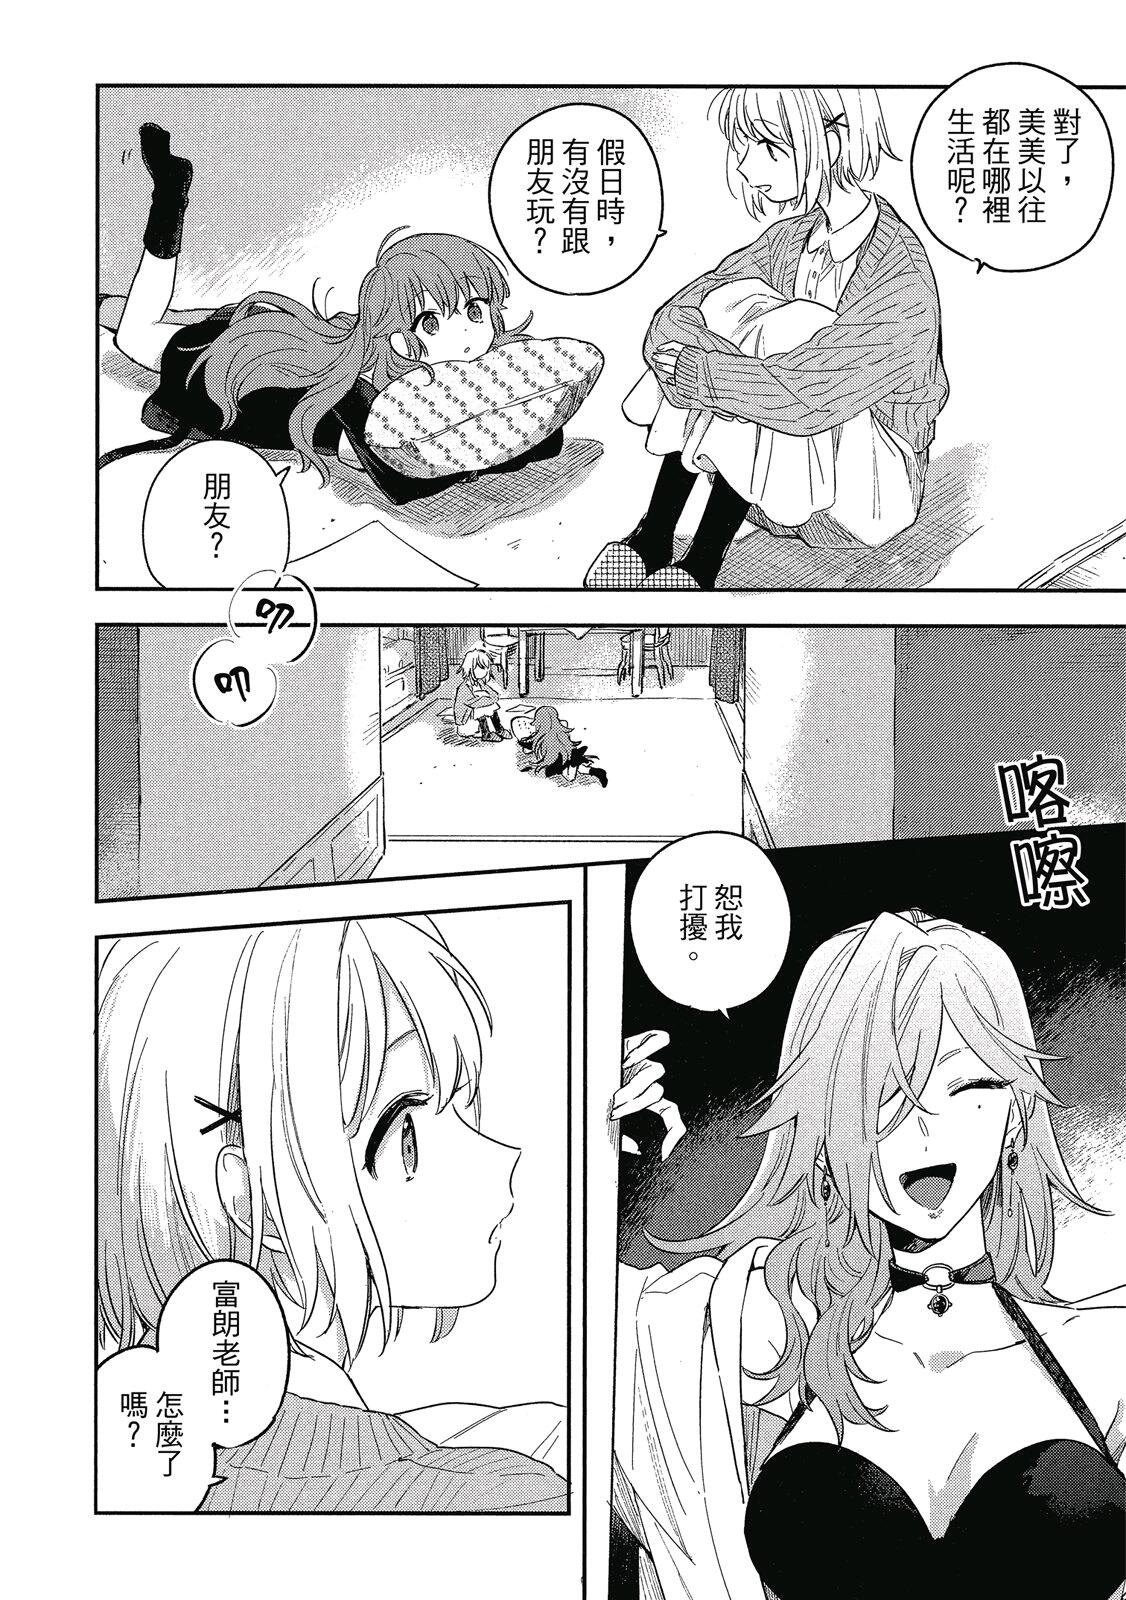 對了，
美美以往
都在哪裡
生活呢？
假日時，
有沒有跟
朋友玩？
朋友？
叩
叩
喀嚓
恕我
打擾。
富朗老師…
怎麼了
嗎？